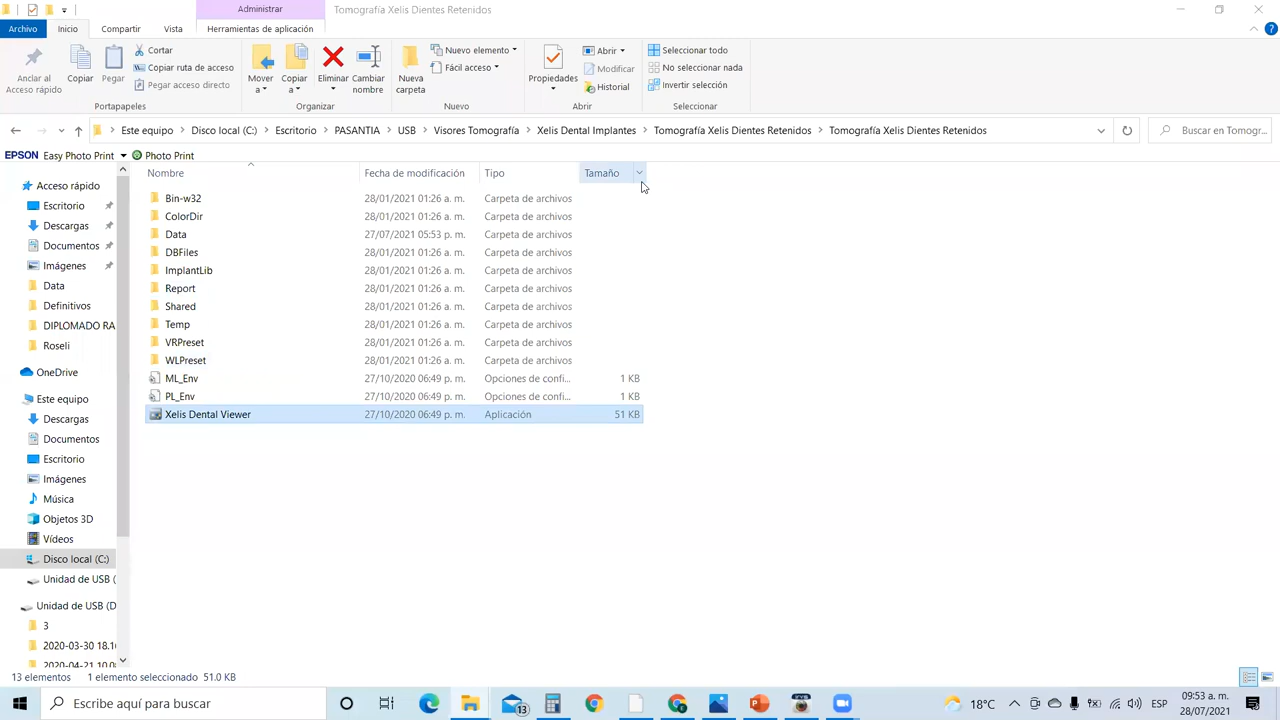 Administrar
Tomografía Xelis Dientes Retenidos
Archivo
Inicio
Compartir
Vista
Herramientas de aplicación
Anclar al
Acceso rápido
Copiar
Pegar
Cortar
Copiar ruta de acceso
Pegar acceso directo
Portapapeles
Mover
a
Copiar
a
Eliminar
Cambiar
nombre
Organizar
Nueva
carpeta
Nuevo elemento
Fácil acceso
Nuevo
Propiedades
Abrir
Modificar
Historial
Abrir
Seleccionar todo
No seleccionar nada
Invertir selección
Seleccionar
Este equipo > Disco local (C:) > Escritorio > PASANTIA > USB > Visores Tomografía > Xelis Dental Implantes > Tomografía Xelis Dientes Retenidos > Tomografía Xelis Dientes Retenidos
Buscar en Tomogr...
EPSON Easy Photo Print
Photo Print
Nombre Fecha de modificación Tipo Tamaño
Bin-w32 28/01/2021 01:26 a. m. Carpeta de archivos
ColorDir 28/01/2021 01:26 a. m. Carpeta de archivos
Data 27/07/2021 05:53 p. m. Carpeta de archivos
DBFiles 28/01/2021 01:26 a. m. Carpeta de archivos
ImplantLib 28/01/2021 01:26 a. m. Carpeta de archivos
Report 28/01/2021 01:26 a. m. Carpeta de archivos
Shared 28/01/2021 01:26 a. m. Carpeta de archivos
Temp 28/01/2021 01:26 a. m. Carpeta de archivos
VRPreset 28/01/2021 01:26 a. m. Carpeta de archivos
WLPreset 28/01/2021 01:26 a. m. Carpeta de archivos
ML_Env 27/10/2020 06:49 p. m. Opciones de confi... 1 KB
PL_Env 27/10/2020 06:49 p. m. Opciones de confi... 1 KB
Xelis Dental Viewer 27/10/2020 06:49 p. m. Aplicación 51 KB
Acceso rápido
Escritorio
Descargas
Documentos
Imágenes
Data
Definitivos
DIPLOMADO RA
Roseli
OneDrive
Este equipo
Descargas
Documentos
Escritorio
Imágenes
Música
Objetos 3D
Vídeos
Disco local (C:)
Unidad de USB (
Unidad de USB (D
3
2020-03-30 18.1
2020-04-21 10.0
13 elementos
1 elemento seleccionado 51.0 KB
Escribe aquí para buscar
13
18°C
ESP
09:53 a. m.
28/07/2021